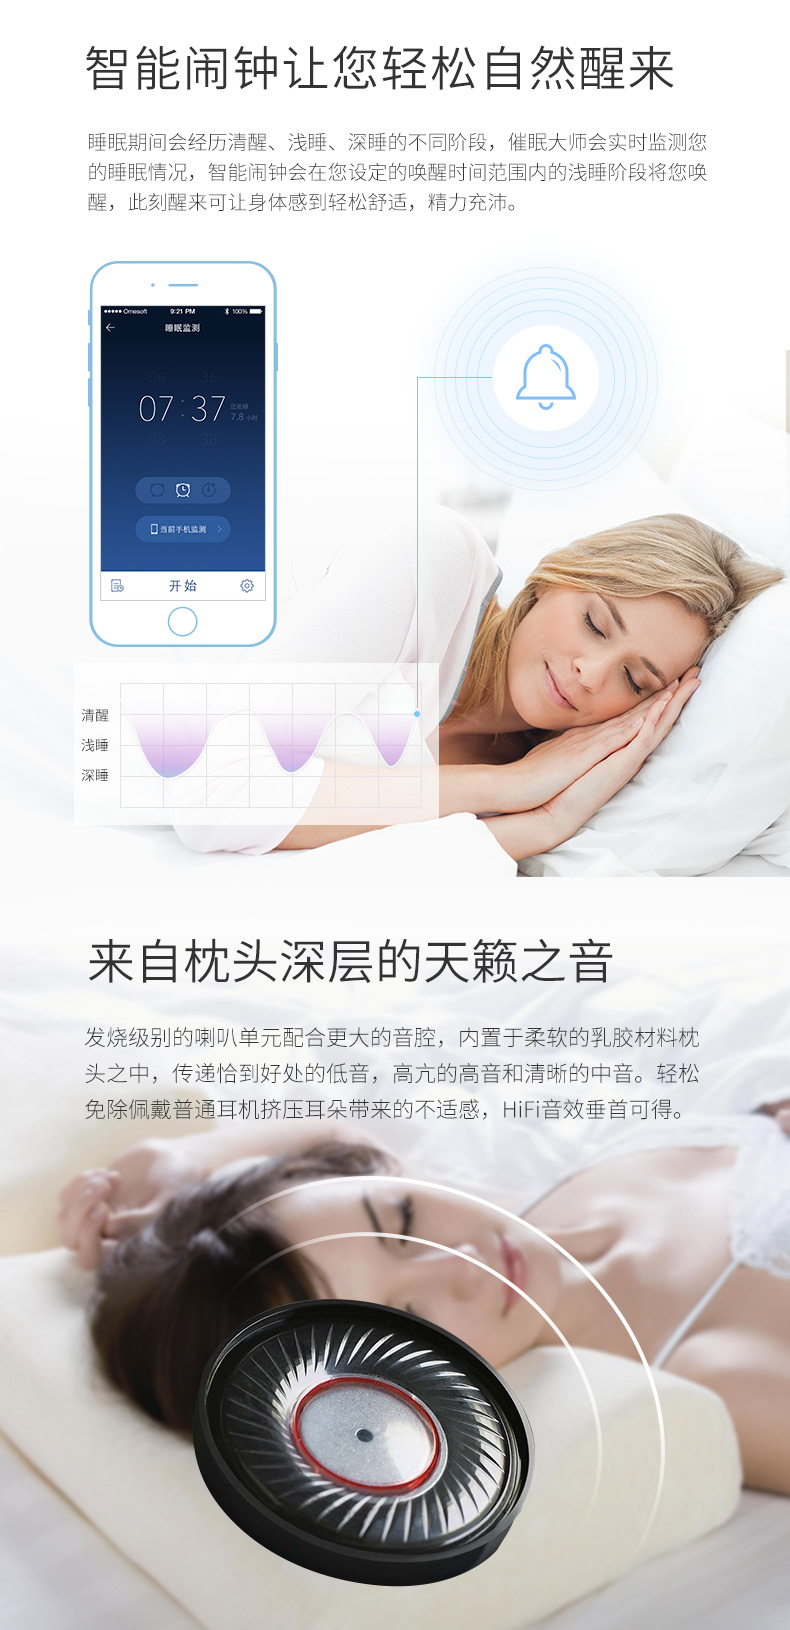 智能闹钟让您轻松自然醒来
睡眠期间会经历清醒、浅睡、深睡的不同阶段，催眠大师会实时监测您
的睡眠情况，智能闹钟会在您设定的唤醒时间范围内的浅睡阶段将您唤
醒，此刻醒来可让身体感到轻松舒适，精力充沛。
Omesoft 9:21 PM 100%
睡眠监测
06 36
07:37
7.8 小时
08 38
当前手机监测
开始
清醒
浅睡
深睡
来自枕头深层的天籁之音
发烧级别的喇叭单元配合更大的音腔，内置于柔软的乳胶材料枕
头之中，传递恰到好处的低音，高亢的高音和清晰的中音。轻松
免除佩戴普通耳机挤压耳朵带来的不适感，HiFi音效垂首可得。